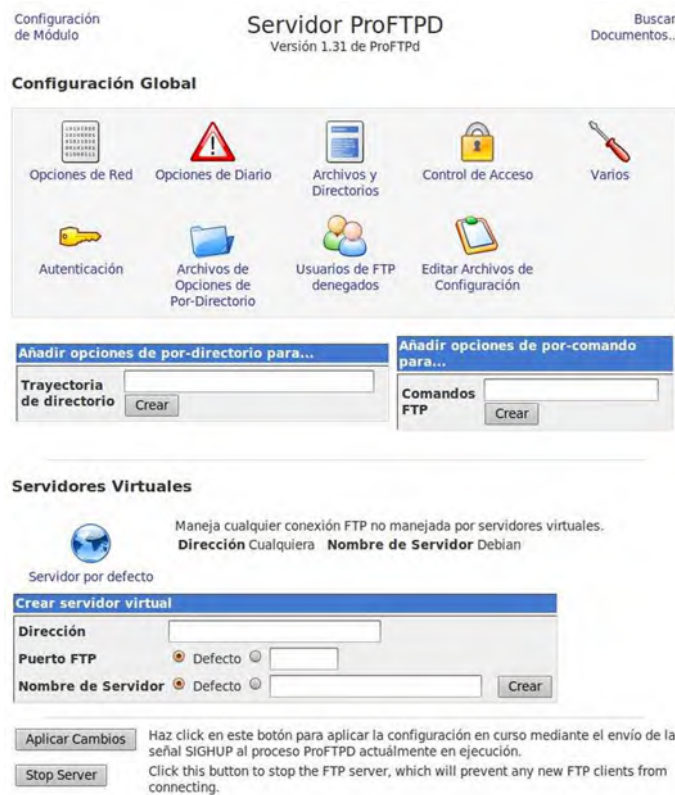 Configuración
de Módulo
Servidor ProFTPD
Versión 1.31 de ProFTPd
Buscar
Documentos..
Configuración Global
Opciones de Red
Opciones de Diario
Archivos y
Directorios
Control de Acceso
Varios
Autenticación
Archivos de
Opciones de
Por-Directorio
Usuarios de FTP
denegados
Editar Archivos de
Configuración
Añadir opciones de por-directorio para...
Trayectoria
de directorio
Crear
Añadir opciones de por-comando
para...
Comandos
FTP
Crear
Servidores Virtuales
Servidor por defecto
Maneja cualquier conexión FTP no manejada por servidores virtuales.
Dirección Cualquiera Nombre de Servidor Debian
Crear servidor virtual
Dirección
Puerto FTP Defecto
Nombre de Servidor Defecto Crear
Aplicar Cambios
Haz click en este botón para aplicar la configuración en curso mediante el envío de la
señal SIGHUP al proceso ProFTPD actuálmente en ejecución.
Stop Server
Click this button to stop the FTP server, which will prevent any new FTP clients from
connecting.